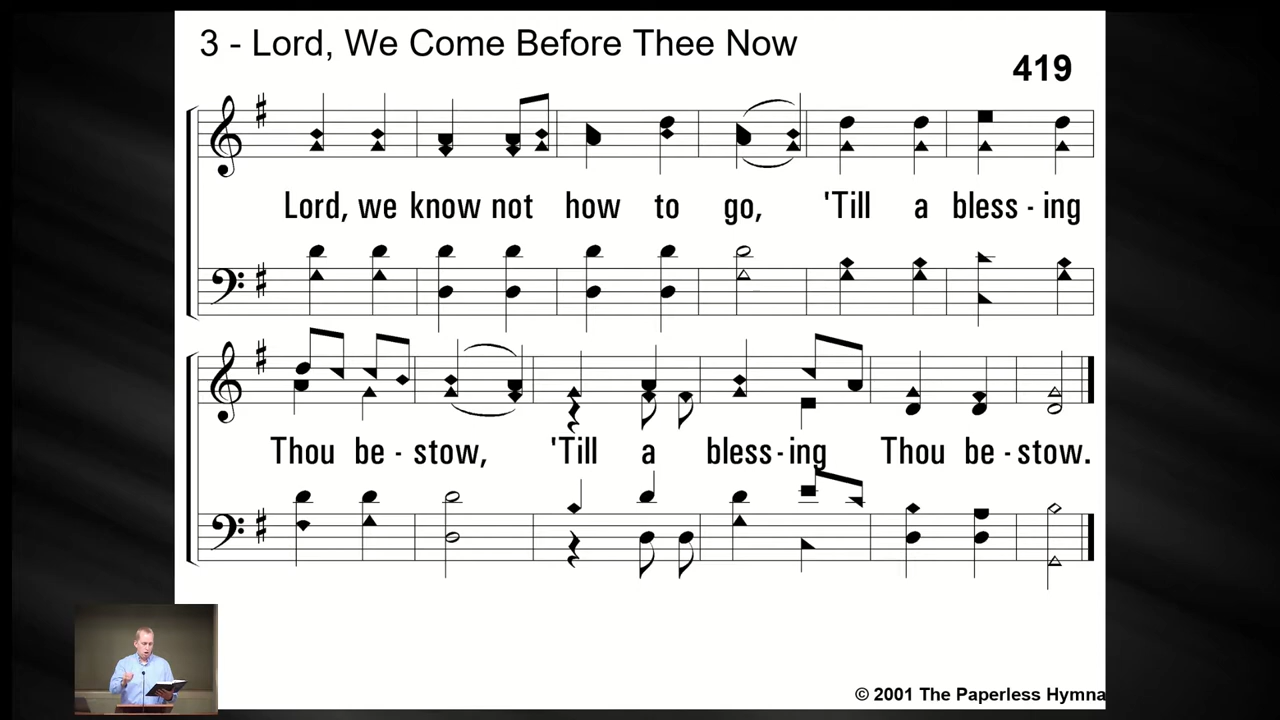 3 - Lord, We Come Before Thee Now
419
Lord, we know not how to go, 'Till a bless - ing
Thou be - stow, 'Till a bless - ing Thou be - stow.
© 2001 The Paperless Hymna